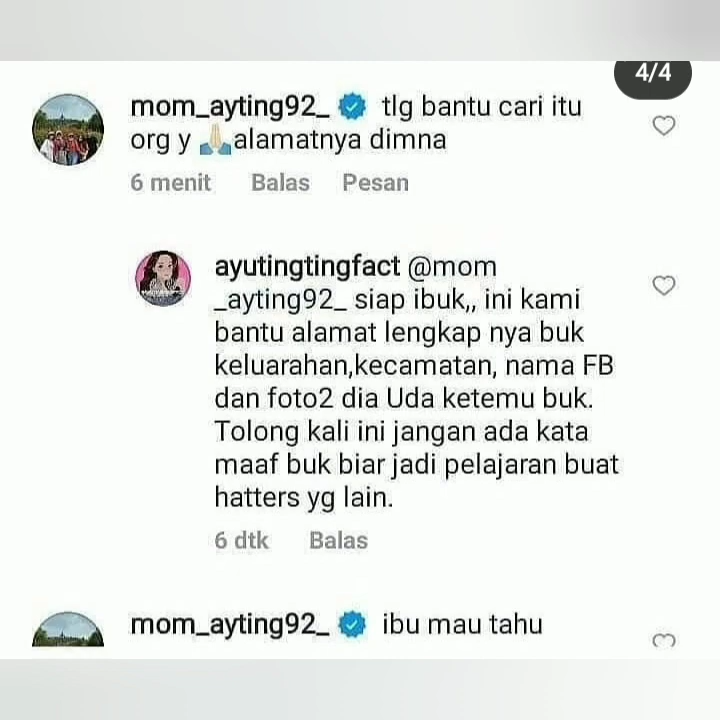 4/4
mom_ayting92_ tlg bantu cari itu
org y 🙏alamatnya dimna
6 menit Balas Pesan
ayutingtingfact @mom
_ayting92_ siap ibuk,, ini kami
bantu alamat lengkap nya buk
keluarahan,kecamatan, nama FB
dan foto2 dia Uda ketemu buk.
Tolong kali ini jangan ada kata
maaf buk biar jadi pelajaran buat
hatters yg lain.
6 dtk Balas
mom_ayting92_ ibu mau tahu